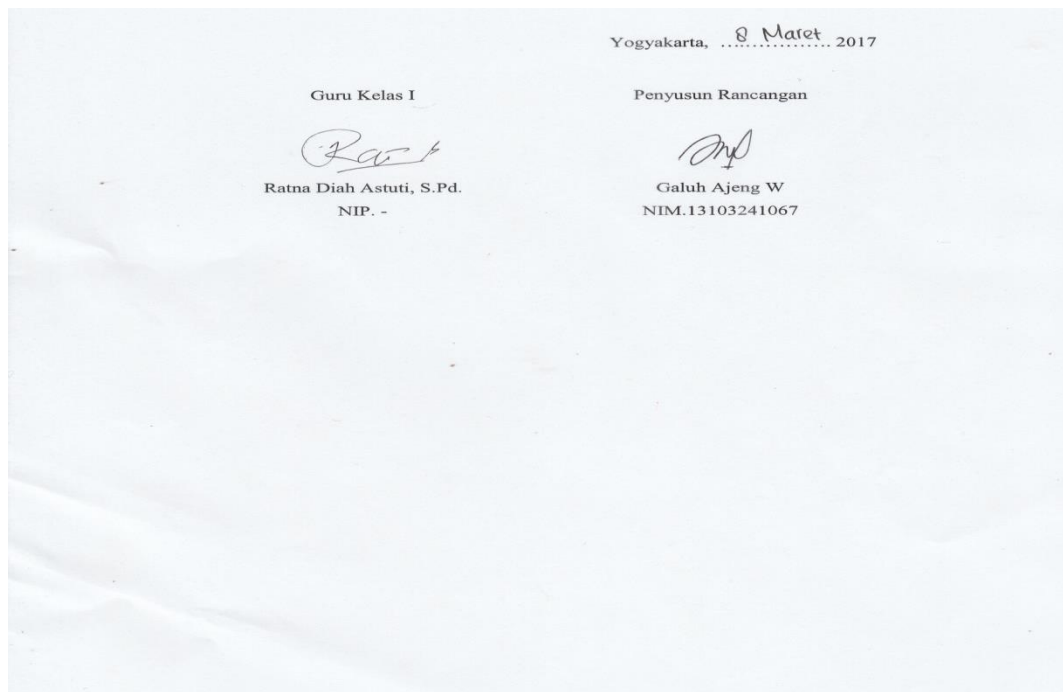 Yogyakarta, 8 Maret 2017
Guru Kelas I Penyusun Rancangan
Ratna Diah Astuti, S.Pd. Galuh Ajeng W
NIP. - NIM.13103241067